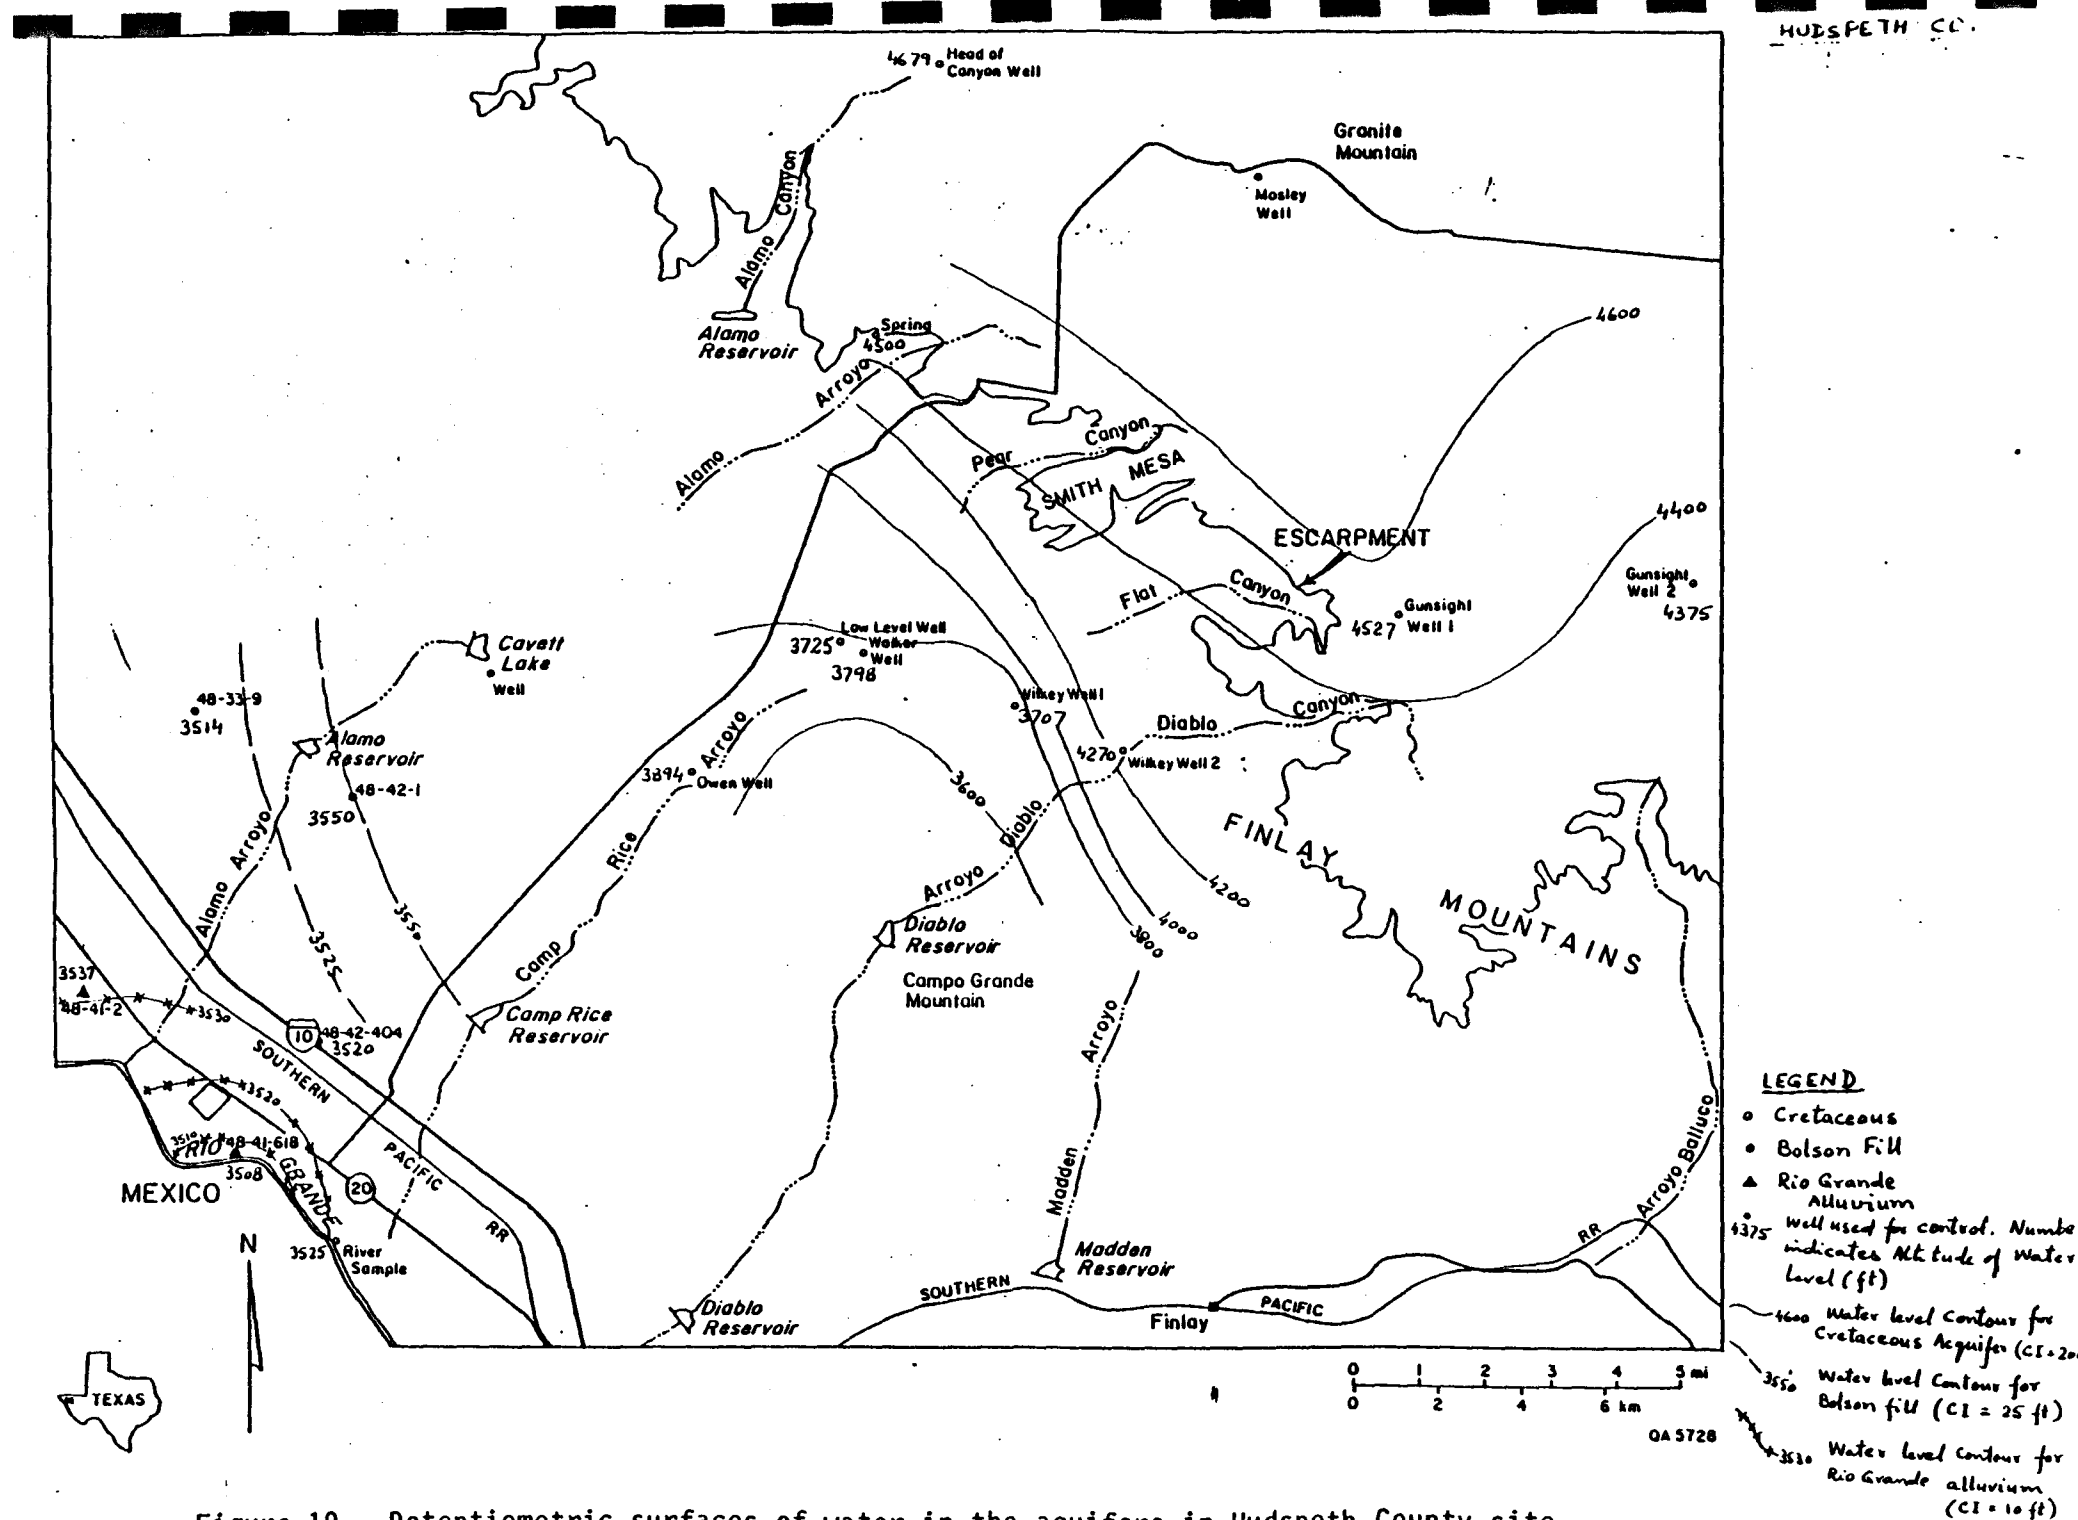 HUDSPETH CO.
4679 Head of
Canyon Well
Granite
Mountain
Mosley
Well
Alamo Canyon
Alamo
Reservoir
Spring
4500
4600
Alamo Arroyo
Pear Canyon
SMITH MESA
ESCARPMENT
4400
Gunsight
Well 2
4375
Flat Canyon
Gunsight
Well 1
4527
Cavett
Lake
Well
Low Level Well
3725
Walker
Well
3798
48-33-9
3514
Wilkey Well 1
3707
Diablo Canyon
4270
Wilkey Well 2
Alamo
Reservoir
48-42-1
3550
3894
Owen Well
3600
Camp Rice Arroyo
Arroyo Diablo
FINLAY
MOUNTAINS
4200
4000
3800
Alamo Arroyo
3525
3550
Diablo
Reservoir
Campo Grande
Mountain
3537
48-41-2
3530
10
48-42-404
3520
Camp Rice
Reservoir
SOUTHERN
PACIFIC
RR
3520
3510
48-41-618
3508
RIO
GRANDE
20
MEXICO
N
3525
River
Sample
Madden Arroyo
Madden
Reservoir
Arroyo Balluco
RR
SOUTHERN
PACIFIC
Finlay
Diablo
Reservoir
TEXAS
0 1 2 3 4 5 mi
0 2 4 6 km
QA 5728
LEGEND
Cretaceous
Bolson Fill
Rio Grande
Alluvium
4375 Well used for control. Numbe
indicates Altitude of Water
level (ft)
4600 Water level Contour for
Cretaceous Acquifer (CI = 20
3550 Water level Contour for
Bolson fill (CI = 25 ft)
3530 Water level contour for
Rio Grande alluvium
(CI = 10 ft)
Figure 19. Potentiometric surfaces of water in the aquifers in Hudspeth County site